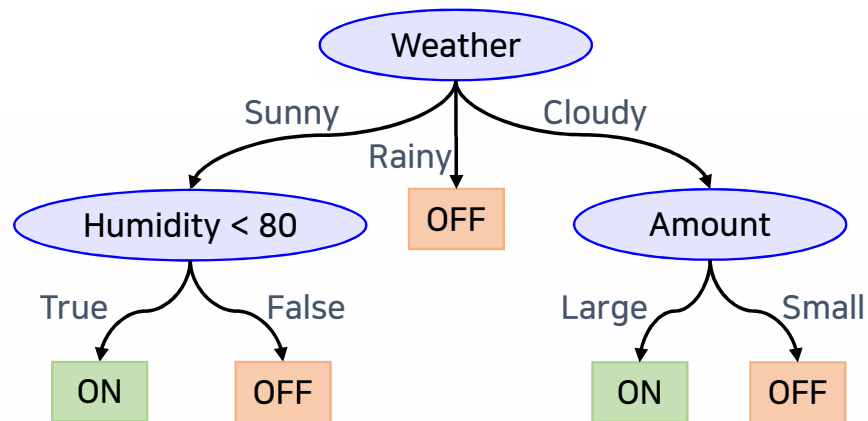 Weather
Sunny
Rainy
Cloudy
Humidity < 80
OFF
Amount
True
False
Large
Small
ON
OFF
ON
OFF